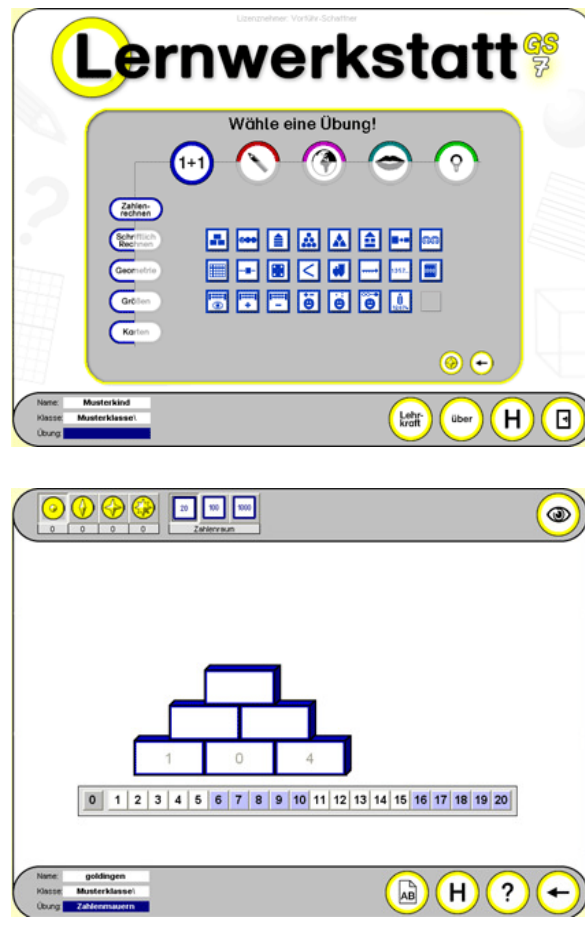 Lizenznehmer: Vorführ-Schaffner
Lernwerkstatt GS
7
Wähle eine Übung!
1+1
Zahlen-
rechnen
Schriftlich
Rechnen
Geometrie
Größen
Karten
Name: Musterkind
Klasse: Musterklasse\
Übung:
Lehr-
kraft
über
H
0 0 0 0
20 100 1000
Zahlenraum
1 0 4
0 1 2 3 4 5 6 7 8 9 10 11 12 13 14 15 16 17 18 19 20
Name: goldingen
Klasse: Musterklasse\
Übung: Zahlenmauern
AB
H
?